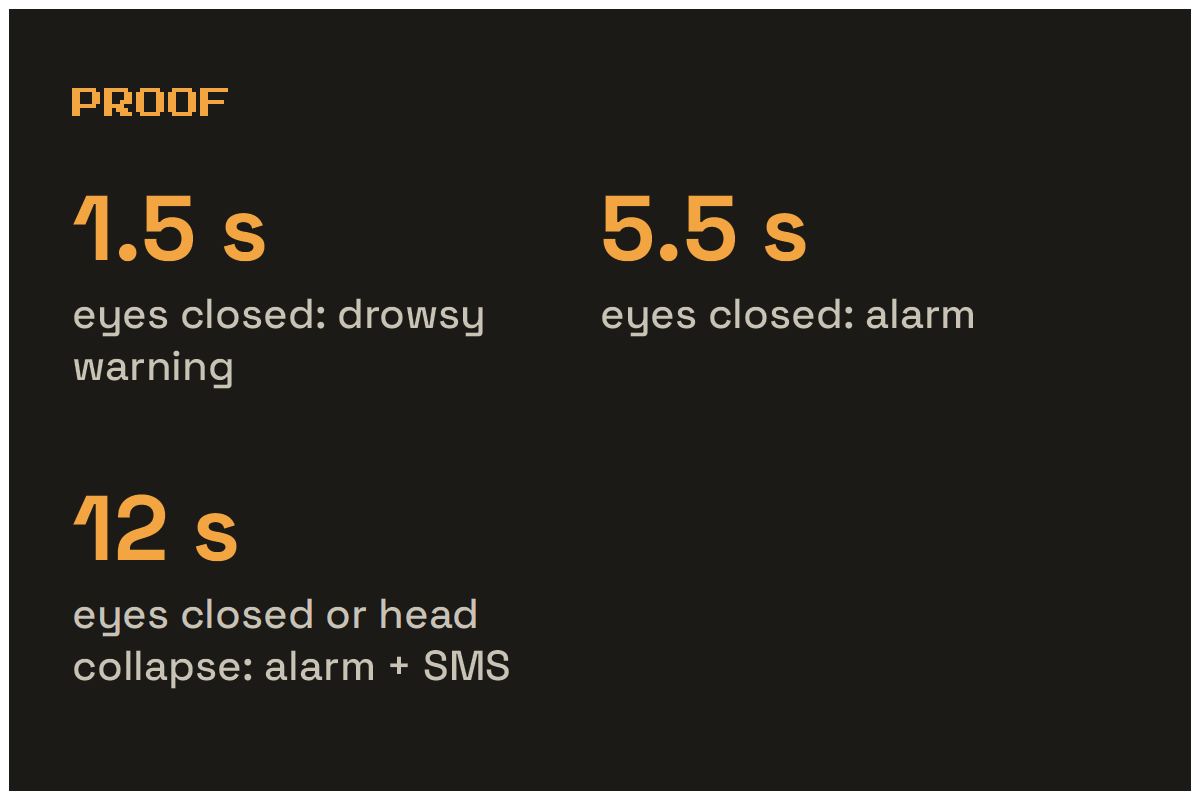 PROOF
1.5 s
eyes closed: drowsy
warning
5.5 s
eyes closed: alarm
12 s
eyes closed or head
collapse: alarm + SMS